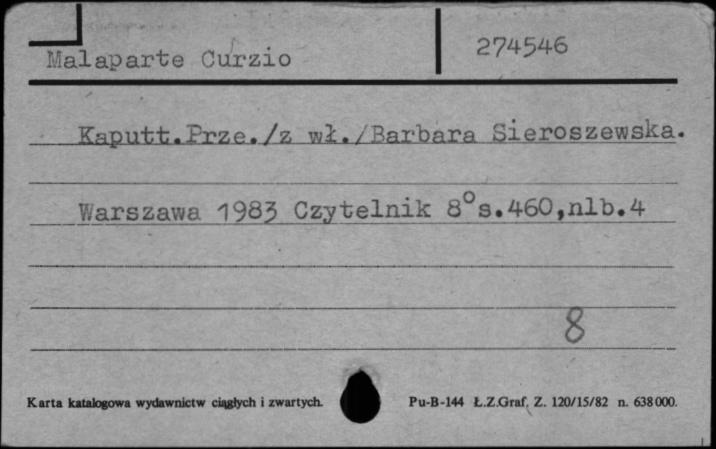 Malaparte Curzio 274546
Kaputt.Prze./z wł./Barbara Sieroszewska.
Warszawa 1983 Czytelnik 8°s.460,nlb.4
8
Karta katalogowa wydawnictw ciągłych i zwartych. Pu-B-144 Ł.Z.Graf. Z. 120/15/82 n. 638000.